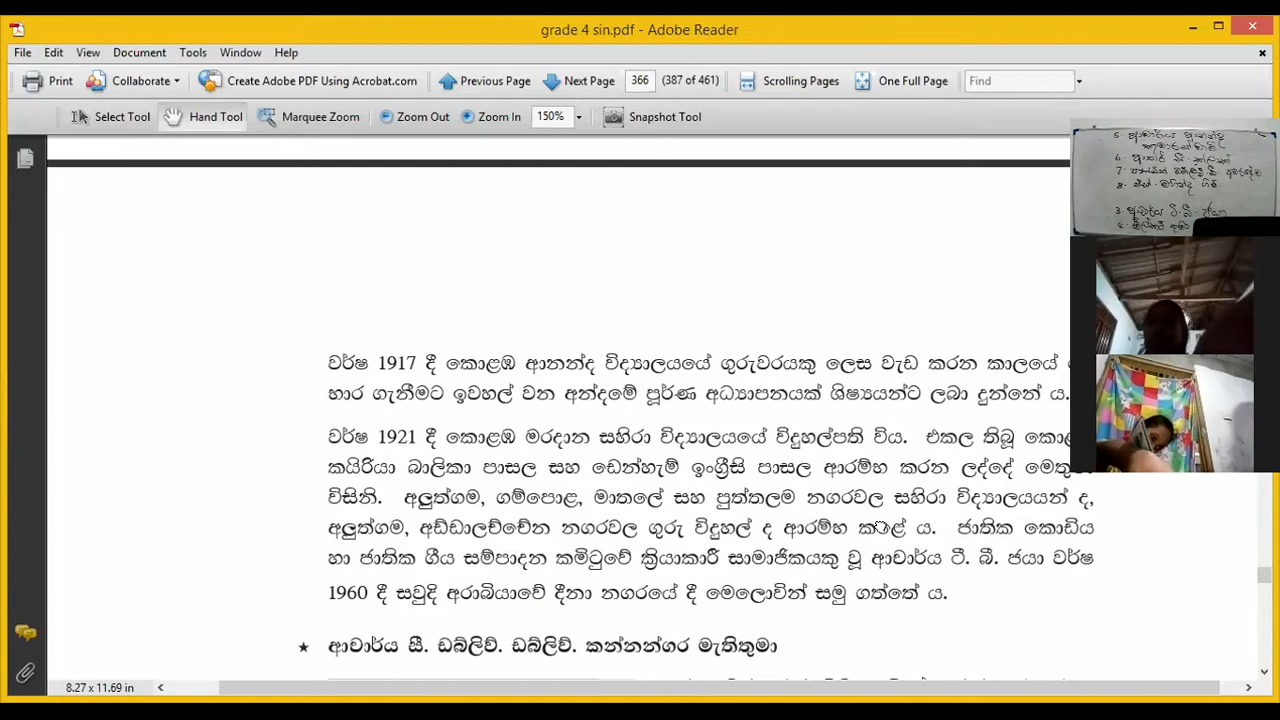 grade 4 sin.pdf - Adobe Reader
File Edit View Document Tools Window Help
Print Collaborate Create Adobe PDF Using Acrobat.com Previous Page Next Page 366 (387 of 461) Scrolling Pages One Full Page Find
Select Tool Hand Tool Marquee Zoom Zoom Out Zoom In 150% Snapshot Tool
වර්ෂ 1917 දී කොළඹ ආනන්ද විද්‍යාලයයේ ගුරුවරයකු ලෙස වැඩ කරන කාලයේ
භාර ගැනීමට ඉවහල් වන අන්දමේ පූර්ණ අධ්‍යාපනයක් ශිෂ්‍යයන්ට ලබා දුන්නේ ය.
වර්ෂ 1921 දී කොළඹ මරදාන සහිරා විද්‍යාලයයේ විදුහල්පති විය. එකල තිබූ
කයිරියා බාලිකා පාසල සහ ඩෙන්හැම් ඉංග්‍රීසි පාසල ආරම්භ කරන ලද්දේ
විසිනි. අලුත්ගම, ගම්පොළ, මාතලේ සහ පුත්තලම නගරවල සහිරා විද්‍යාලයයන් ද,
අලුත්ගම, අඩ්ඩාලච්චේන නගරවල ගුරු විදුහල් ද ආරම්භ කළේ ය. ජාතික කොඩිය
හා ජාතික ගීය සම්පාදන කමිටුවේ ක්‍රියාකාරී සාමාජිකයකු වූ ආචාර්ය ටී. බී. ජයා වර්ෂ
1960 දී සවුදි අරාබියාවේ දීනා නගරයේ දී මෙලොවින් සමු ගත්තේ ය.
★ ආචාර්ය සී. ඩබ්ලිව්. ඩබ්ලිව්. කන්නන්ගර මැතිතුමා
8.27 x 11.69 in